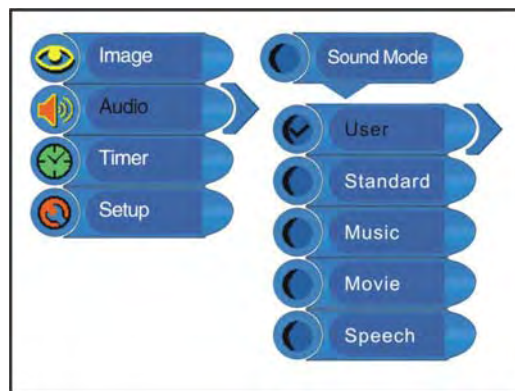 Image
Audio
Timer
Setup
Sound Mode
User
Standard
Music
Movie
Speech